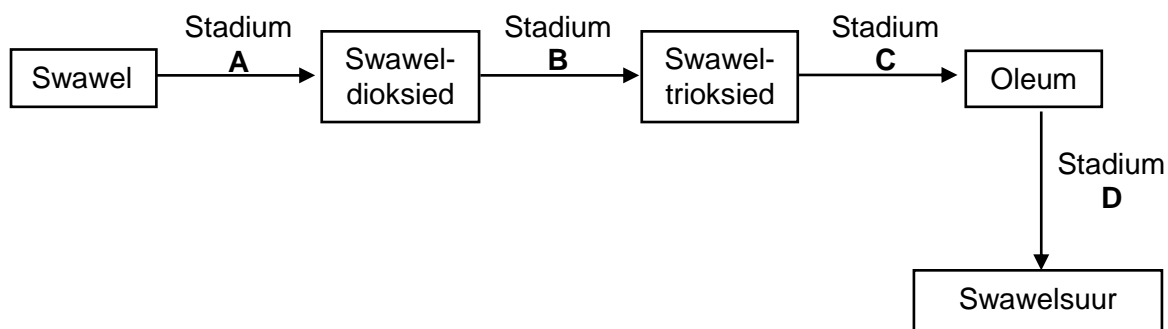 Stadium
A
Stadium
B
Stadium
C
Swawel
Swawel-
dioksied
Swawel-
trioksied
Oleum
Stadium
D
Swawelsuur